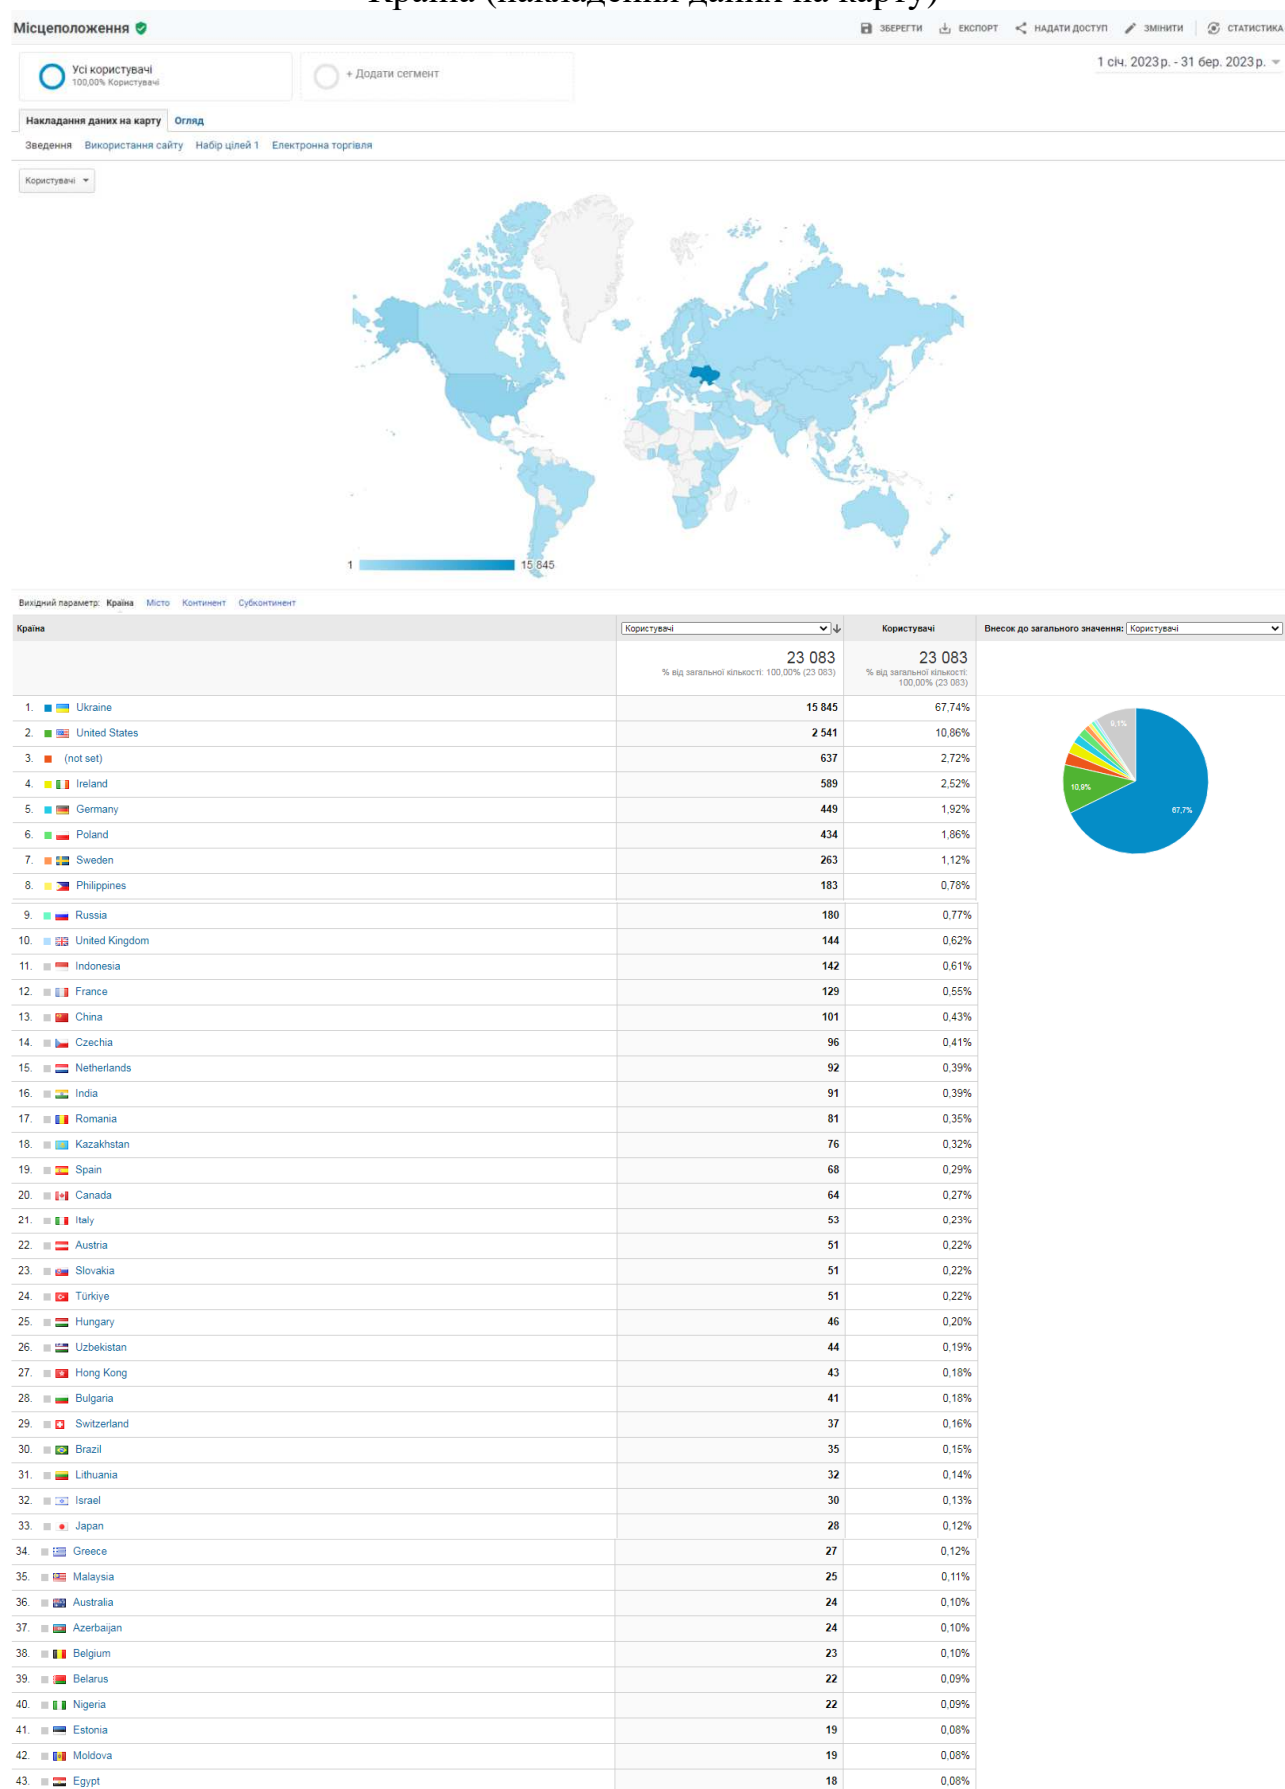 Країна (накладення даних на карту)
Місцеположення
ЗБЕРЕГТИ ЕКСПОРТ НАДАТИ ДОСТУП ЗМІНИТИ СТАТИСТИКА
Усі користувачі
100,00% Користувачі
+ Додати сегмент
1 січ. 2023 р. - 31 бер. 2023 р.
Накладання даних на карту Огляд
Зведення Використання сайту Набір цілей 1 Електронна торгівля
Користувачі
1 15 845
Вихідний параметр: Країна Місто Континент Субконтинент
Країна Користувачі Користувачі Внесок до загального значення: Користувачі
23 083 23 083
% від загальної кількості: 100,00% (23 083) % від загальної кількості:
100,00% (23 083)
1. Ukraine 15 845 67,74%
2. United States 2 541 10,86%
3. (not set) 637 2,72%
4. Ireland 589 2,52%
5. Germany 449 1,92%
6. Poland 434 1,86%
7. Sweden 263 1,12%
8. Philippines 183 0,78%
9,1%
10,9%
67,7%
9. Russia 180 0,77%
10. United Kingdom 144 0,62%
11. Indonesia 142 0,61%
12. France 129 0,55%
13. China 101 0,43%
14. Czechia 96 0,41%
15. Netherlands 92 0,39%
16. India 91 0,39%
17. Romania 81 0,35%
18. Kazakhstan 76 0,32%
19. Spain 68 0,29%
20. Canada 64 0,27%
21. Italy 53 0,23%
22. Austria 51 0,22%
23. Slovakia 51 0,22%
24. Türkiye 51 0,22%
25. Hungary 46 0,20%
26. Uzbekistan 44 0,19%
27. Hong Kong 43 0,18%
28. Bulgaria 41 0,18%
29. Switzerland 37 0,16%
30. Brazil 35 0,15%
31. Lithuania 32 0,14%
32. Israel 30 0,13%
33. Japan 28 0,12%
34. Greece 27 0,12%
35. Malaysia 25 0,11%
36. Australia 24 0,10%
37. Azerbaijan 24 0,10%
38. Belgium 23 0,10%
39. Belarus 22 0,09%
40. Nigeria 22 0,09%
41. Estonia 19 0,08%
42. Moldova 19 0,08%
43. Egypt 18 0,08%